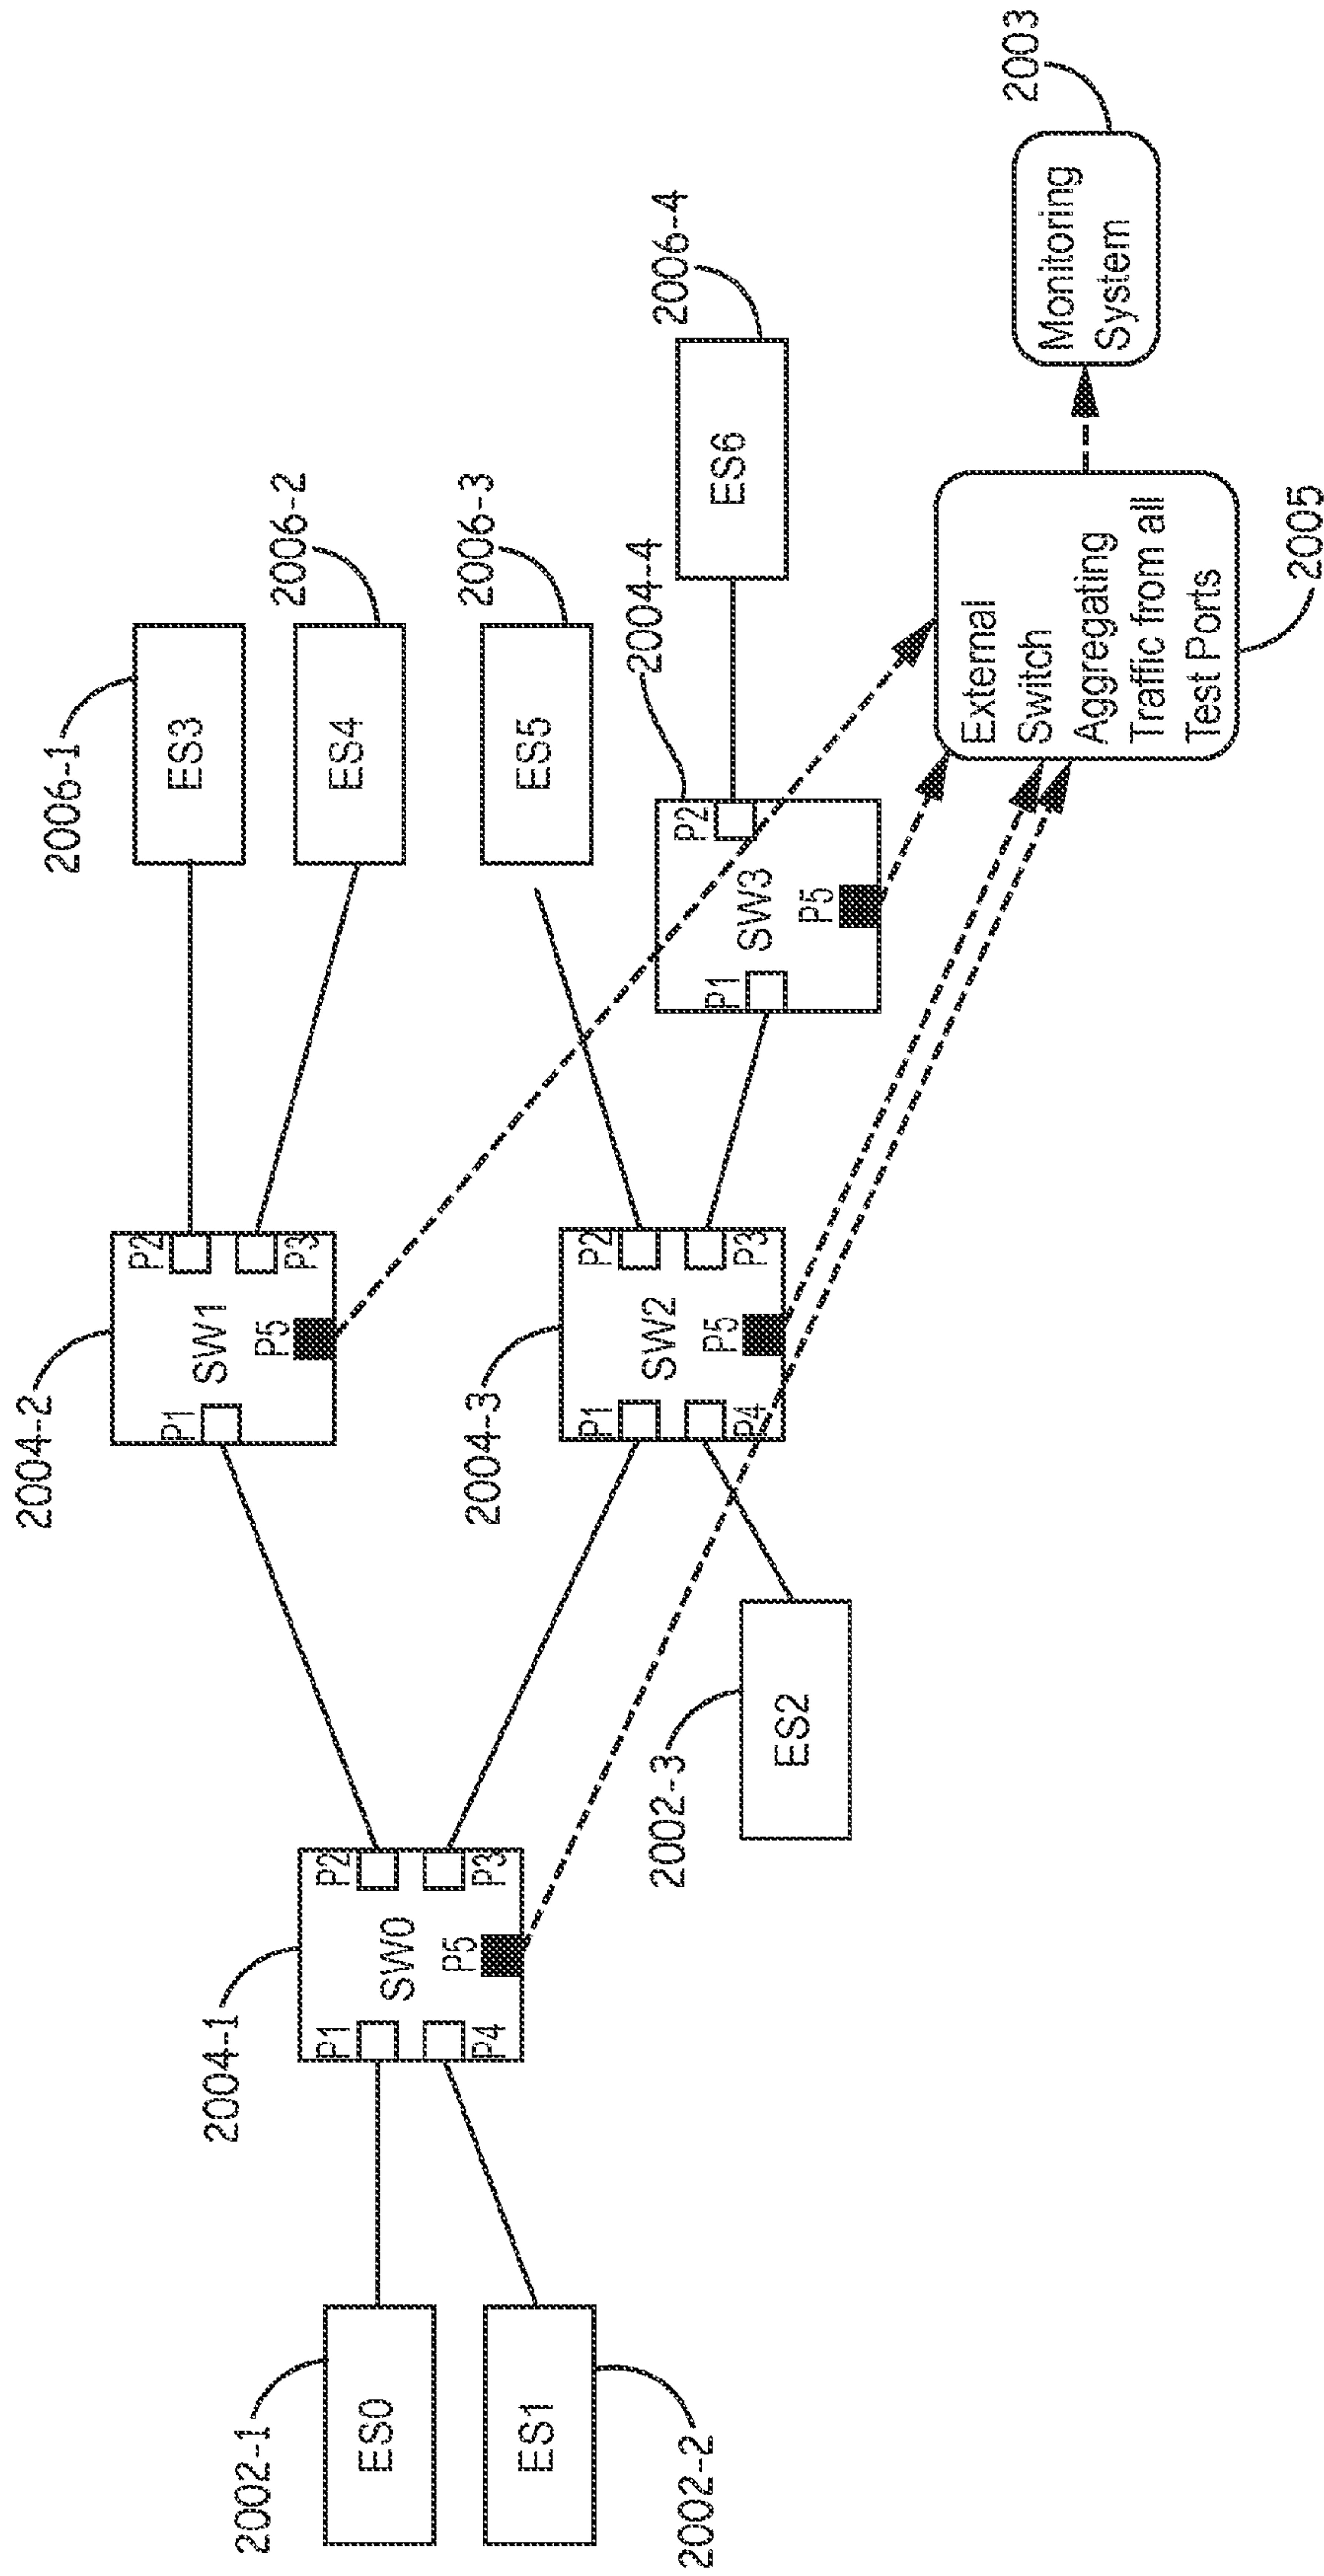 2002-1
ES0
ES1
2002-2
2004-1
SW0
P1
P2
P3
P4
P5
2004-2
SW1
P1
P2
P3
P5
2004-3
SW2
P1
P2
P3
P4
P5
2002-3
ES2
2006-1
ES3
2006-2
ES4
2006-3
ES5
2004-4
SW3
P1
P2
P5
2006-4
ES6
External
Switch
Aggregating
Traffic from all
Test Ports
2005
Monitoring
System
2003